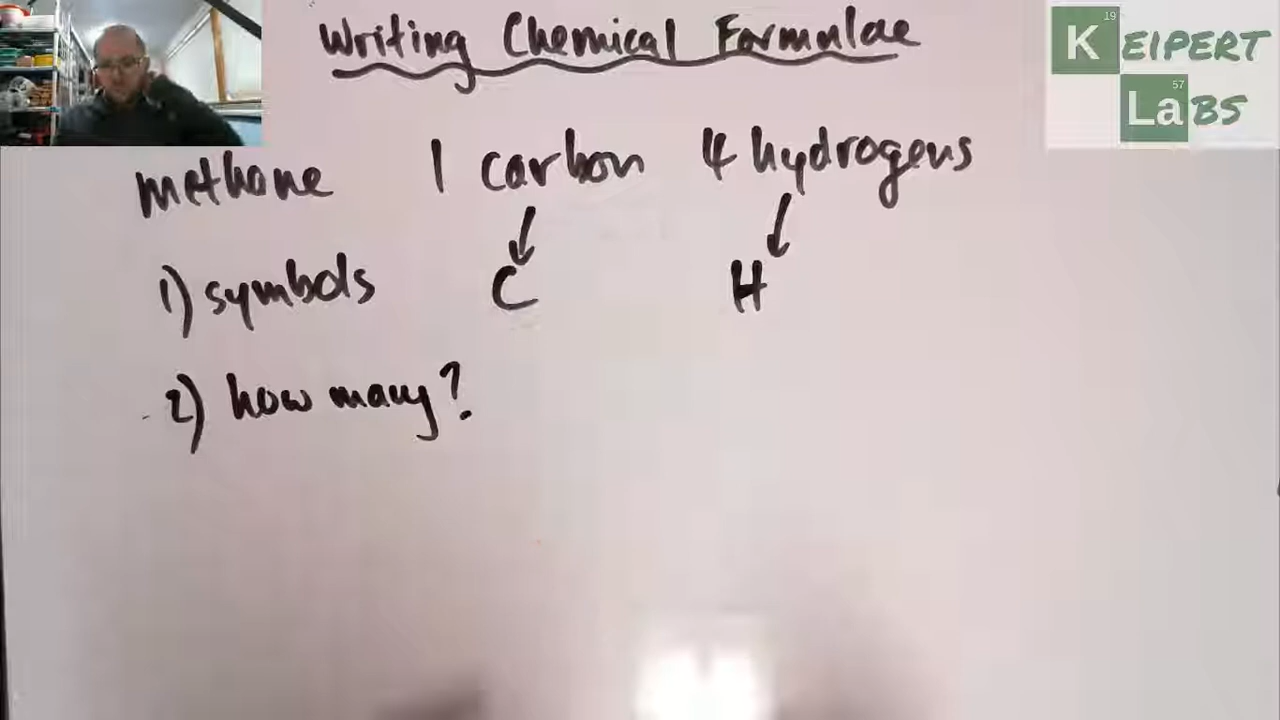 Writing Chemical Formulae
19
KEIPERT
57
LaBS
methane 1 carbon 4 hydrogens
1) symbols C H
2) how many?